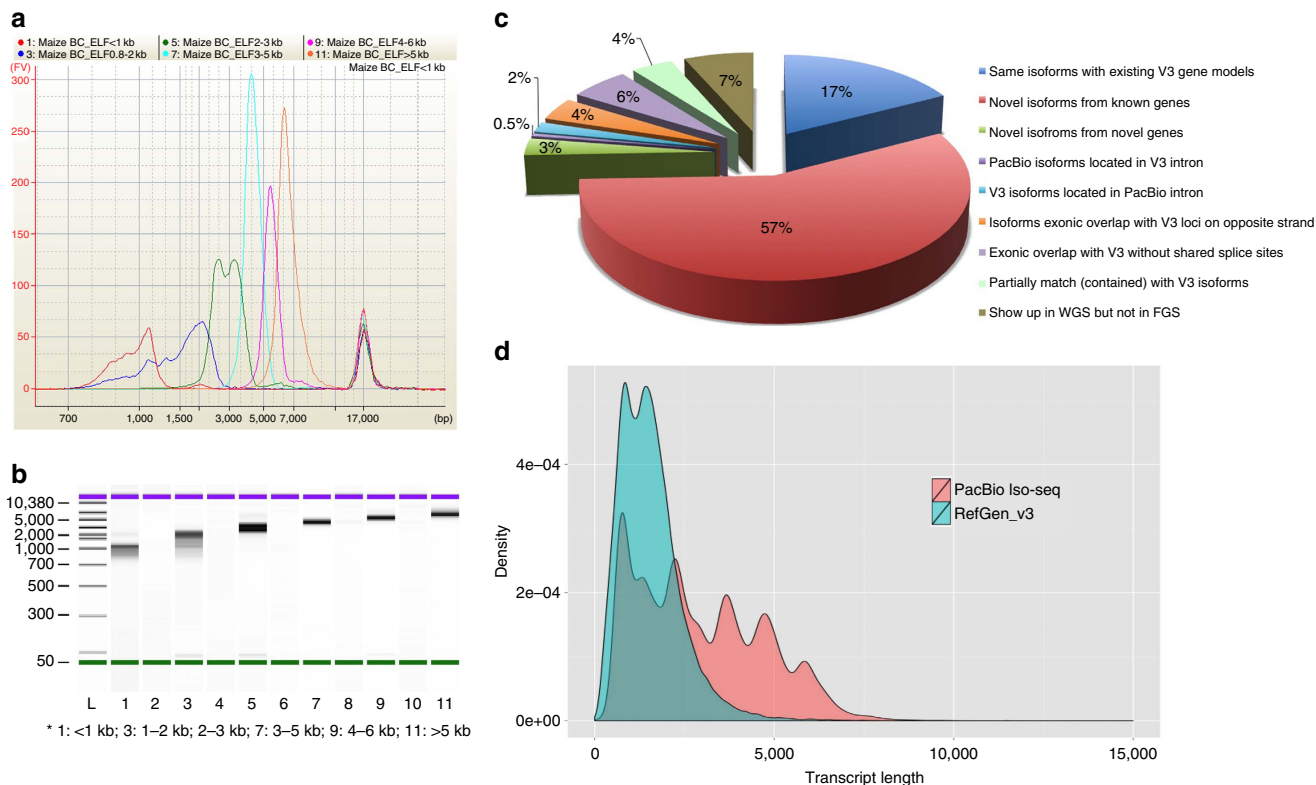 a
1: Maize BC_ELF<1 kb
5: Maize BC_ELF2-3 kb
9: Maize BC_ELF4-6 kb
3: Maize BC_ELF0.8-2 kb
7: Maize BC_ELF3-5 kb
11: Maize BC_ELF>5 kb
(FV)
Maize BC_ELF<1 kb
300
250
200
150
100
50
0
700
1,000
1,500
3,000
5,000
7,000
17,000
(bp)
b
10,380
5,000
2,000
1,000
700
500
300
50
L 1 2 3 4 5 6 7 8 9 10 11
* 1: <1 kb; 3: 1–2 kb; 2–3 kb; 7: 3–5 kb; 9: 4–6 kb; 11: >5 kb
c
4%
2%
0.5%
3%
4%
6%
7%
17%
57%
Same isoforms with existing V3 gene models
Novel isoforms from known genes
Novel isofroms from novel genes
PacBio isoforms located in V3 intron
V3 isoforms located in PacBio intron
Isoforms exonic overlap with V3 loci on opposite strand
Exonic overlap with V3 without shared splice sites
Partially match (contained) with V3 isoforms
Show up in WGS but not in FGS
d
4e–04
2e–04
0e+00
Density
PacBio Iso-seq
RefGen_v3
0
5,000
10,000
15,000
Transcript length